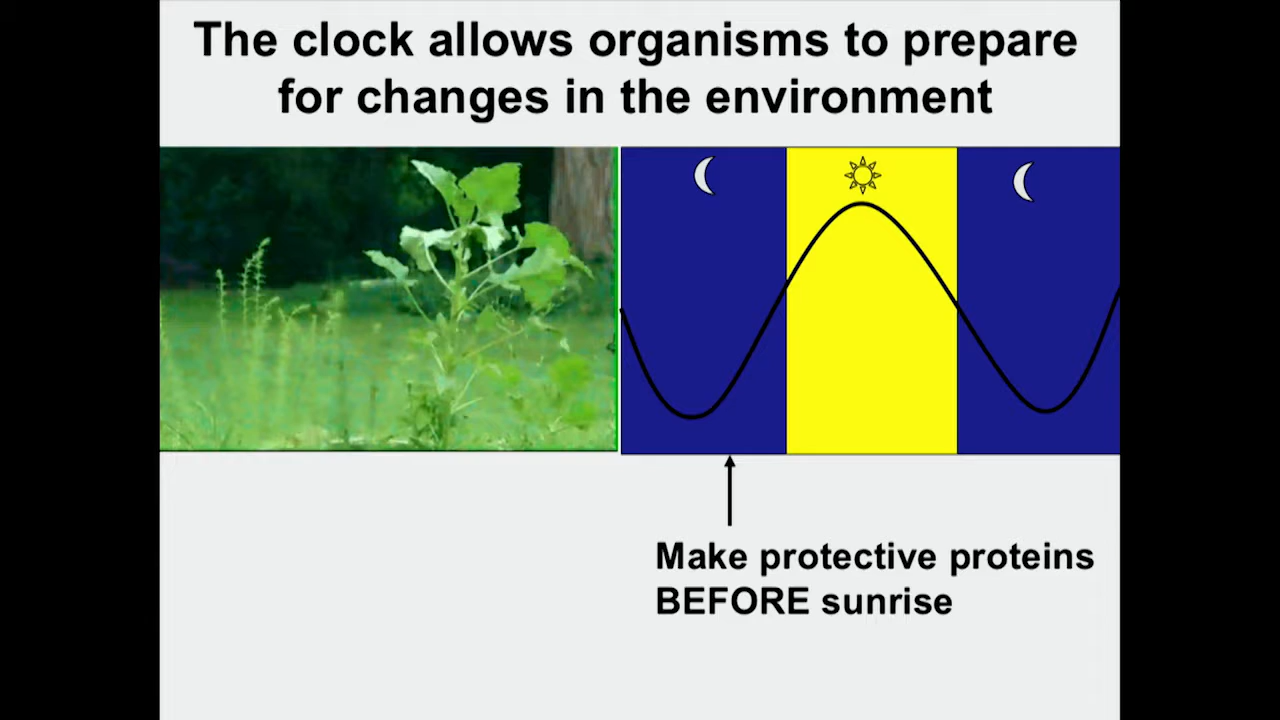 The clock allows organisms to prepare
for changes in the environment
Make protective proteins
BEFORE sunrise